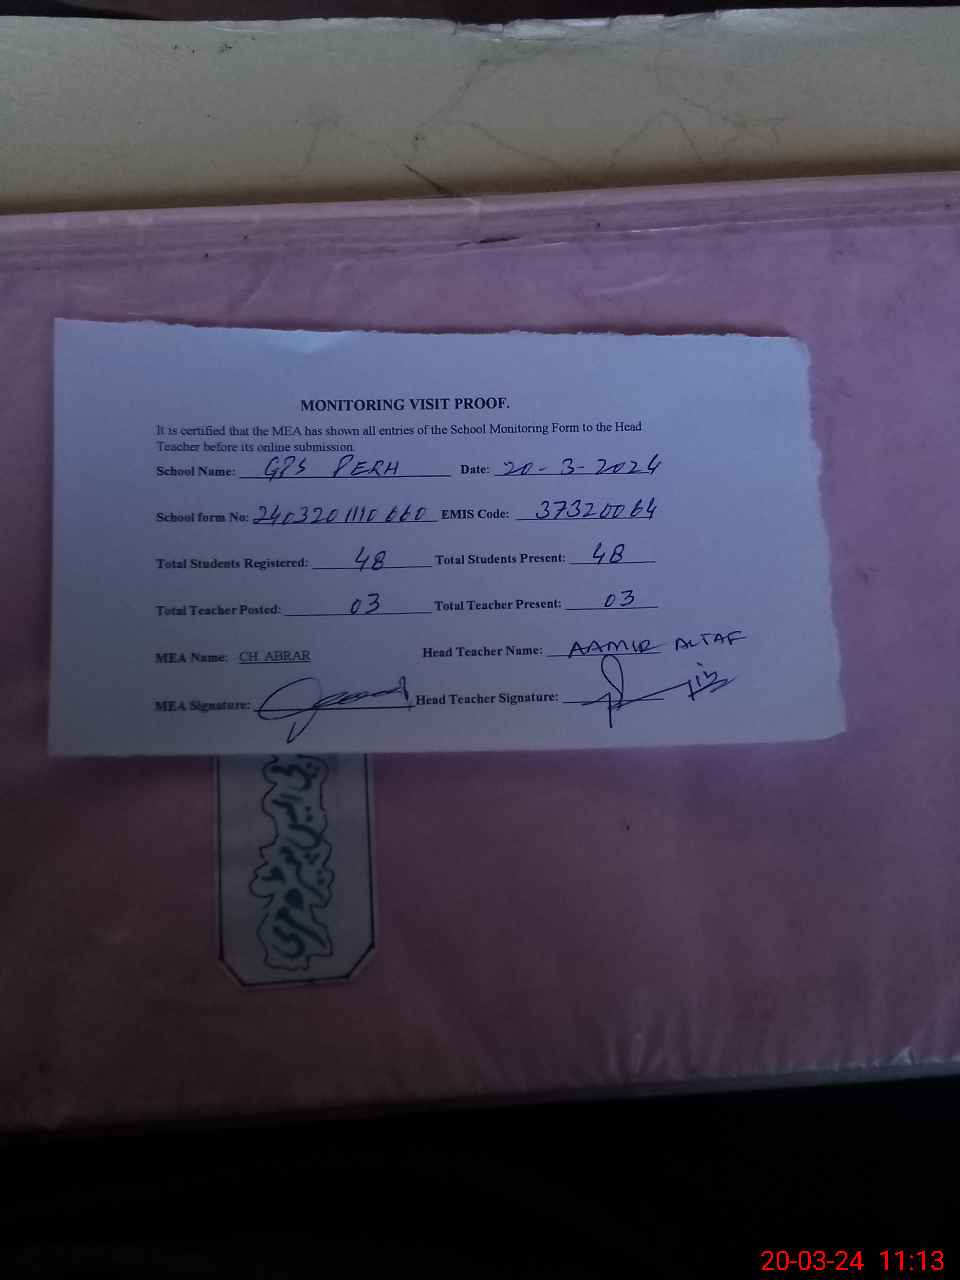 MONITORING VISIT PROOF.
It is certified that the MEA has shown all entries of the School Monitoring Form to the Head
Teacher before its online submission.
School Name: GPS PERH Date: 20-3-2024
School form No: 2403201110660 EMIS Code: 37320064
Total Students Registered: 48 Total Students Present: 48
Total Teacher Posted: 03 Total Teacher Present: 03
MEA Name: CH. ABRAR Head Teacher Name: AAMIR ALTAF
MEA Signature: Head Teacher Signature:
20-03-24 11:13